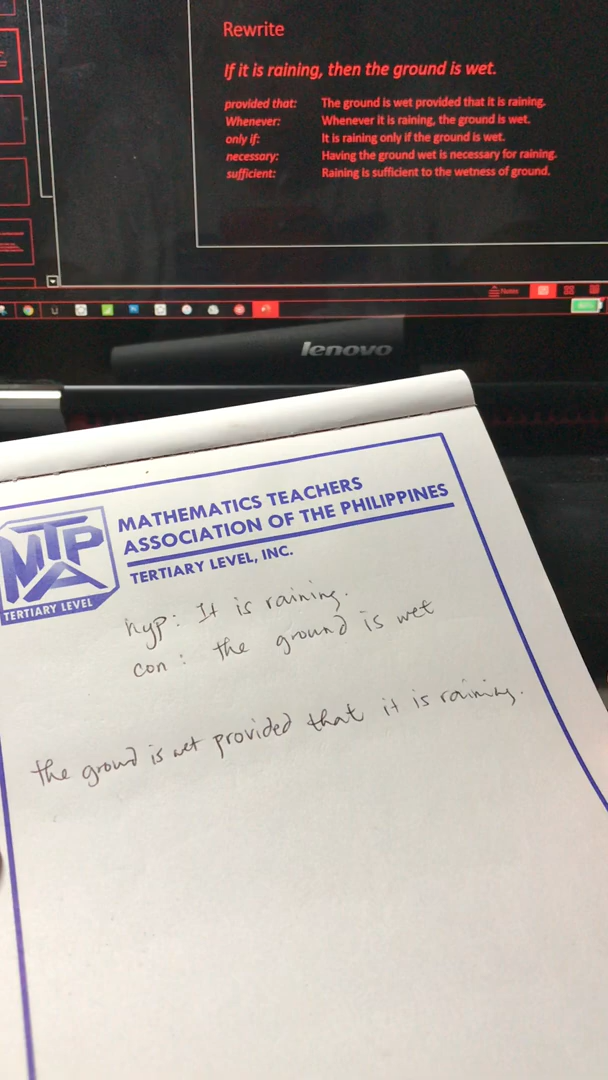 Rewrite
If it is raining, then the ground is wet.
provided that: The ground is wet provided that it is raining.
Whenever: Whenever it is raining, the ground is wet.
only if: It is raining only if the ground is wet.
necessary: Having the ground wet is necessary for raining.
sufficient: Raining is sufficient to the wetness of ground.
Notes
lenovo
MATHEMATICS TEACHERS
ASSOCIATION OF THE PHILIPPINES
TERTIARY LEVEL, INC.
MTAP
TERTIARY LEVEL
hyp: It is raining.
con: the ground is wet
the ground is wet provided that it is raining.